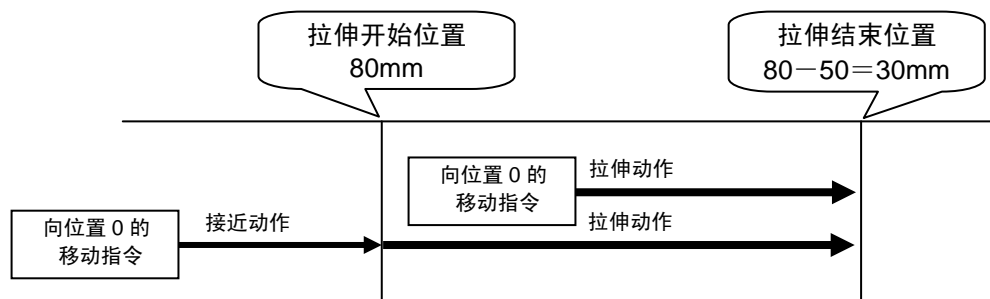 拉伸开始位置
80mm
拉伸结束位置
80－50＝30mm
向位置 0 的
移动指令
拉伸动作
向位置 0 的
移动指令
接近动作
拉伸动作